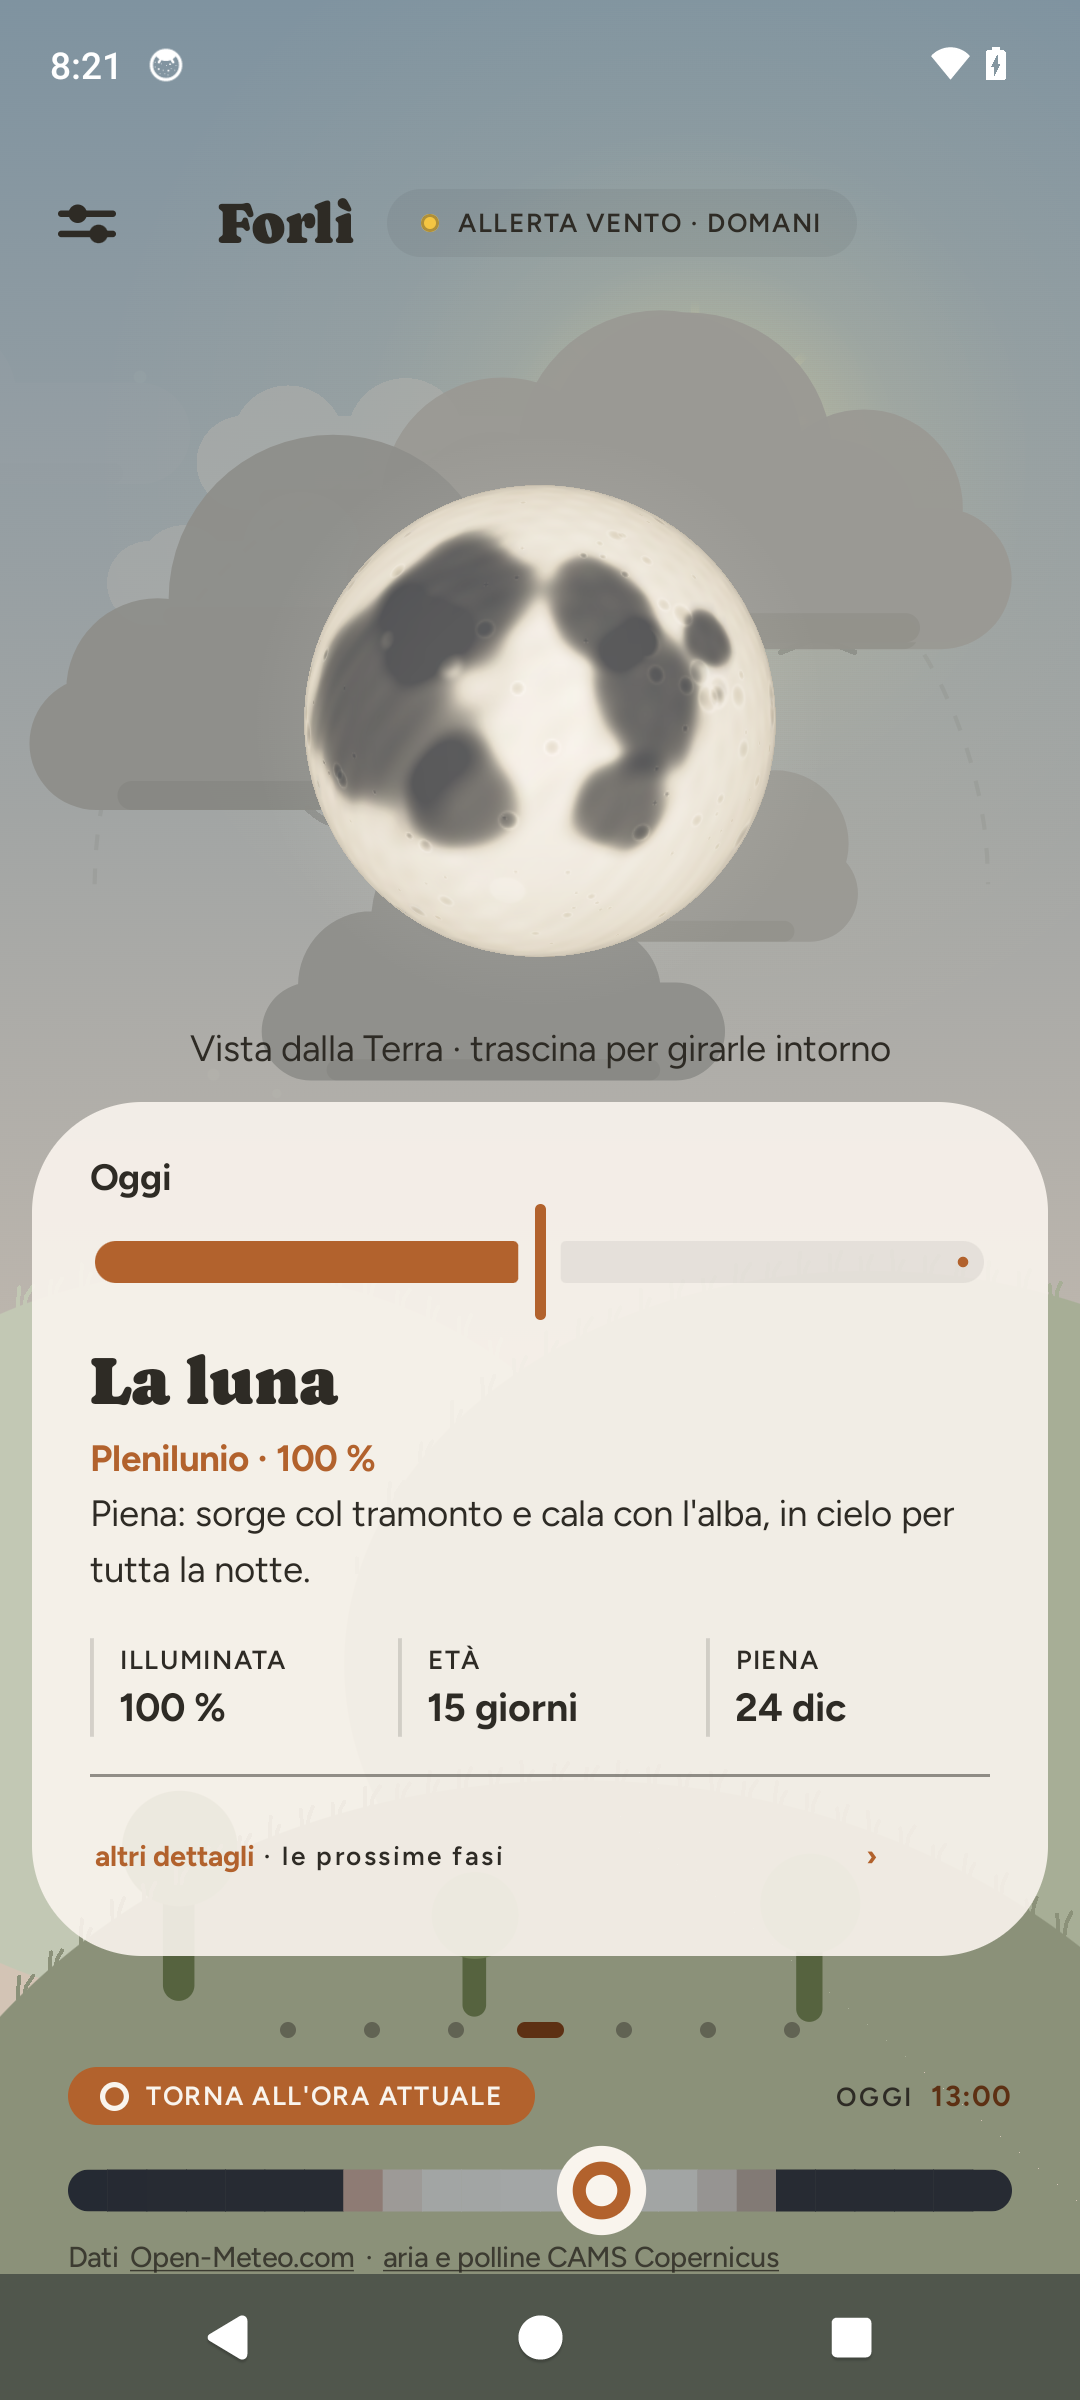 8:21
Forlì
ALLERTA VENTO · DOMANI
Vista dalla Terra · trascina per girarle intorno
Oggi
La luna
Plenilunio · 100 %
Piena: sorge col tramonto e cala con l'alba, in cielo per
tutta la notte.
ILLUMINATA
100 %
ETÀ
15 giorni
PIENA
24 dic
altri dettagli · le prossime fasi ›
TORNA ALL'ORA ATTUALE
OGGI 13:00
Dati Open-Meteo.com · aria e polline CAMS Copernicus